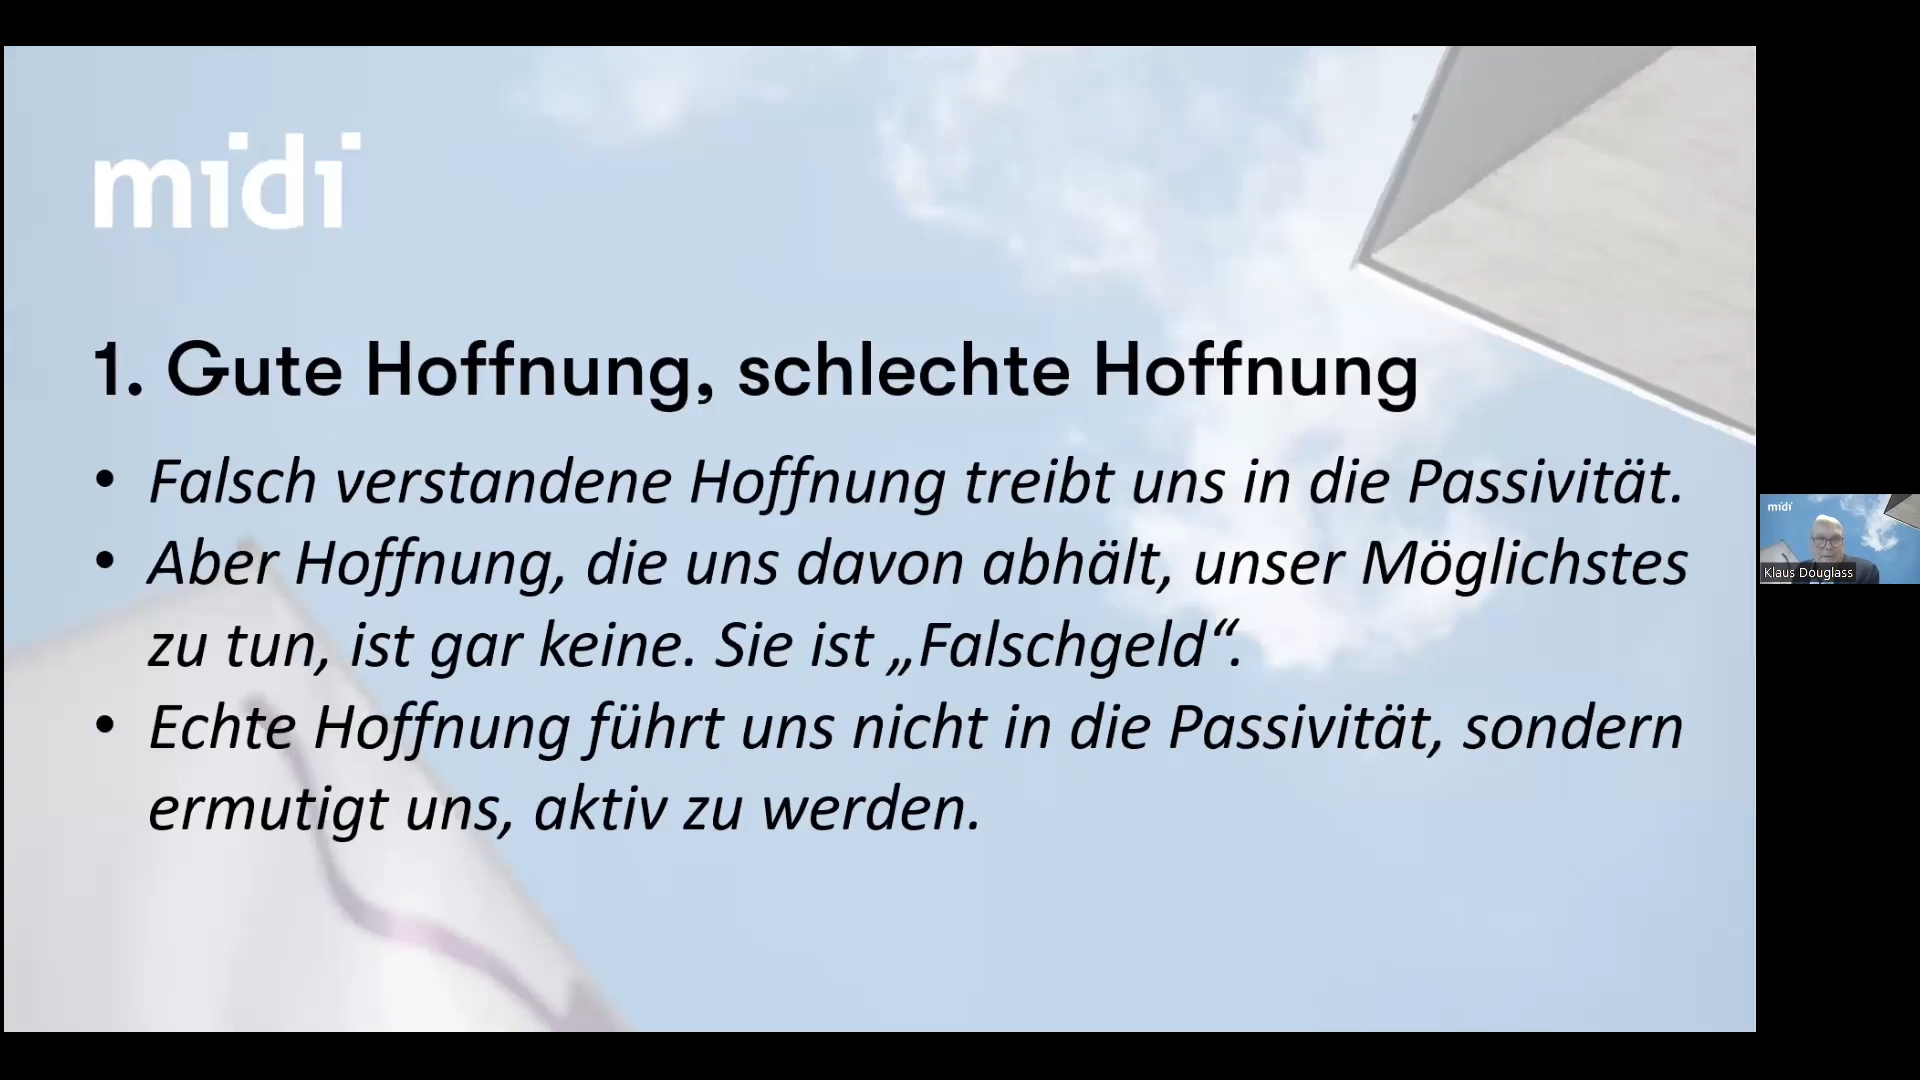 midi
1. Gute Hoffnung, schlechte Hoffnung
• Falsch verstandene Hoffnung treibt uns in die Passivität.
• Aber Hoffnung, die uns davon abhält, unser Möglichstes
zu tun, ist gar keine. Sie ist „Falschgeld“.
• Echte Hoffnung führt uns nicht in die Passivität, sondern
ermutigt uns, aktiv zu werden.
midi
Klaus Douglass